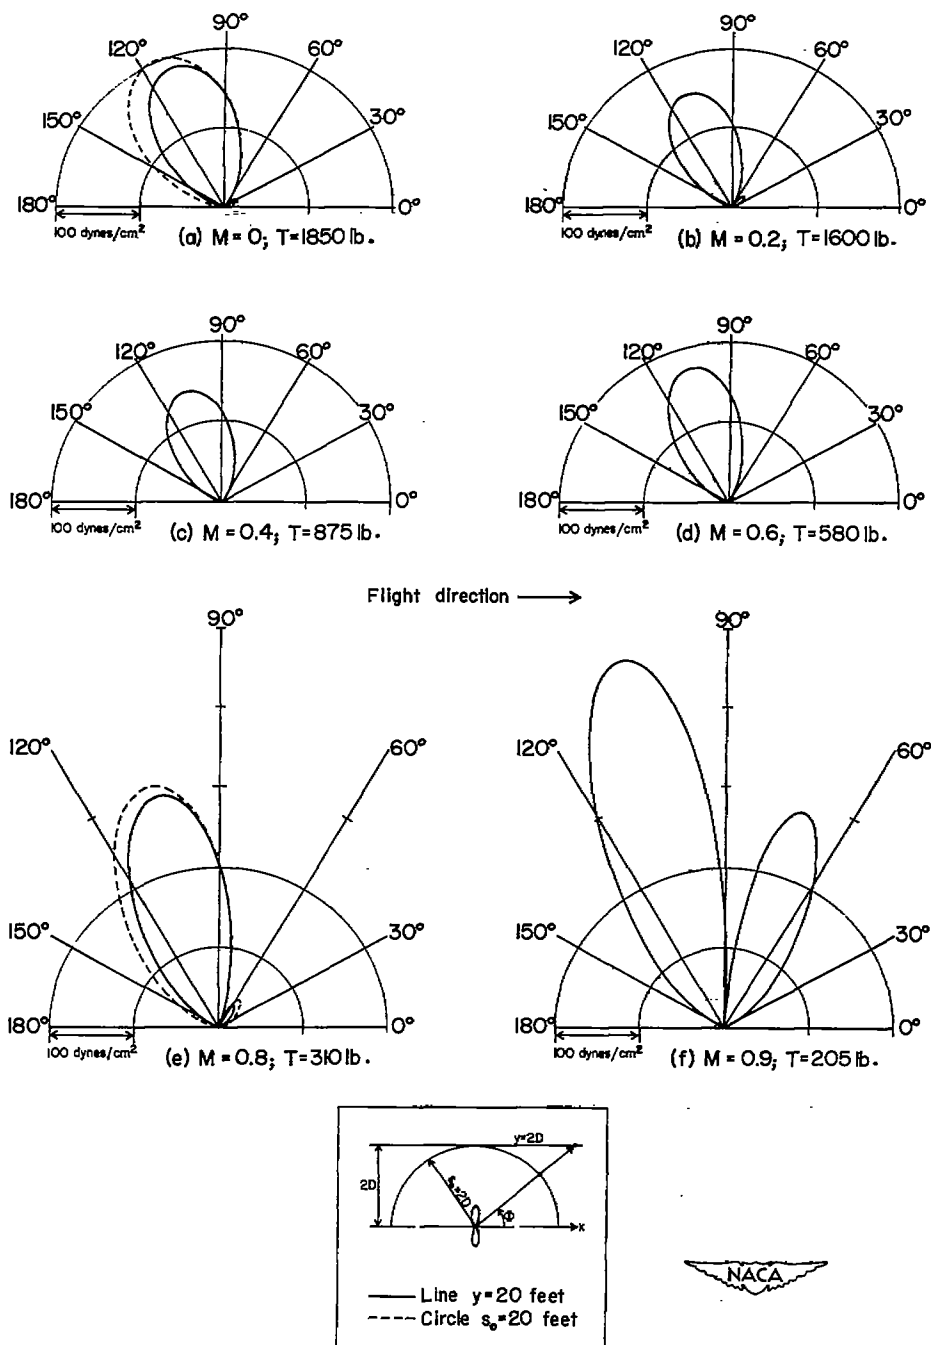 90° 90°
120° 60° 120° 60°
150° 30° 150° 30°
180° 0° 180° 0°
100 dynes/cm² 100 dynes/cm²
(a) M = 0; T = 1850 lb. (b) M = 0.2; T = 1600 lb.
90° 90°
120° 60° 120° 60°
150° 30° 150° 30°
180° 0° 180° 0°
100 dynes/cm² 100 dynes/cm²
(c) M = 0.4; T = 875 lb. (d) M = 0.6; T = 580 lb.
Flight direction
90° 90°
120° 60° 120° 60°
150° 30° 150° 30°
180° 0° 180° 0°
100 dynes/cm² 100 dynes/cm²
(e) M = 0.8; T = 310 lb. (f) M = 0.9; T = 205 lb.
y=2D
2D
Φ
x
Line y = 20 feet
Circle s₀ = 20 feet
NACA